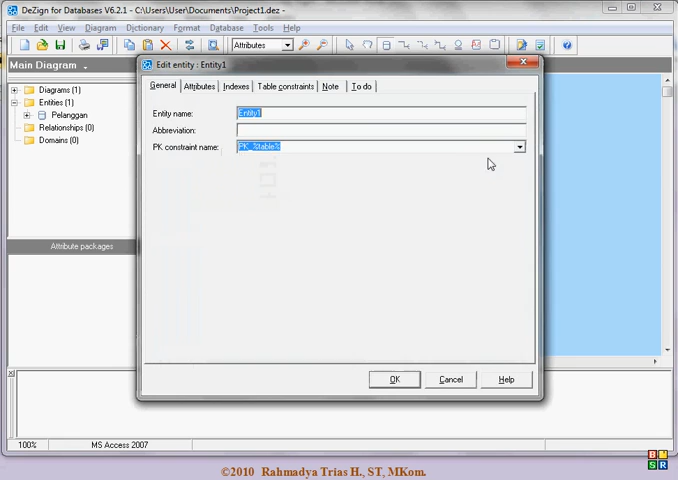 DeZign for Databases V6.2.1 - C:\Users\User\Documents\Project1.dez -
File Edit View Diagram Dictionary Format Database Tools Help
Attributes
Main Diagram
Diagrams (1)
Entities (1)
Pelanggan
Relationships (0)
Domains (0)
Attribute packages
Edit entity : Entity1
General Attributes Indexes Table constraints Note To do
Entity name: Entity1
Abbreviation:
PK constraint name: PK_%table%
OK Cancel Help
100% MS Access 2007
©2010 Rahmadya Trias H., ST, MKom.
B M
S R